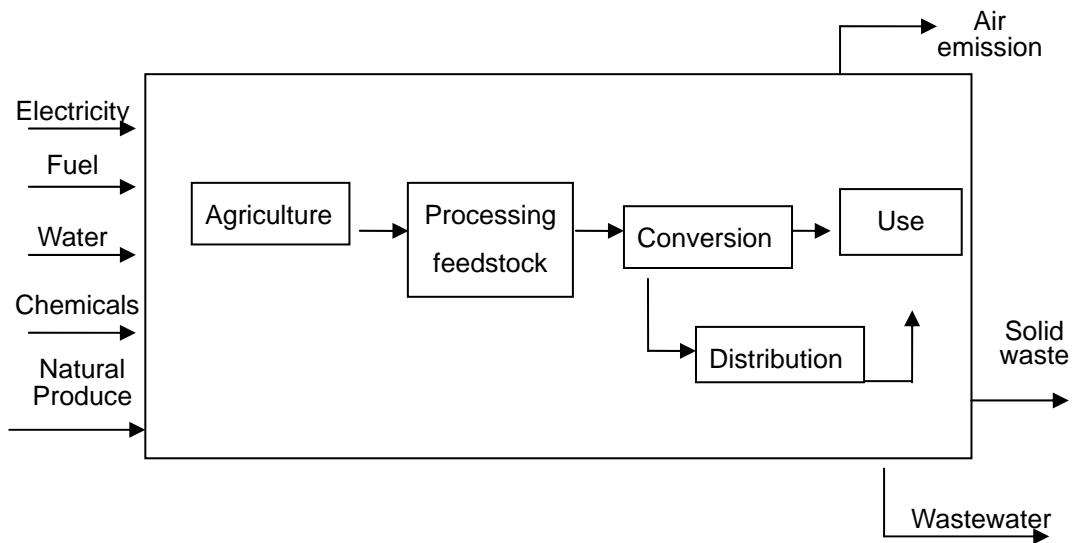 Air
emission
Electricity
Fuel
Water
Chemicals
Natural
Produce
Agriculture
Processing
feedstock
Conversion
Use
Distribution
Solid
waste
Wastewater